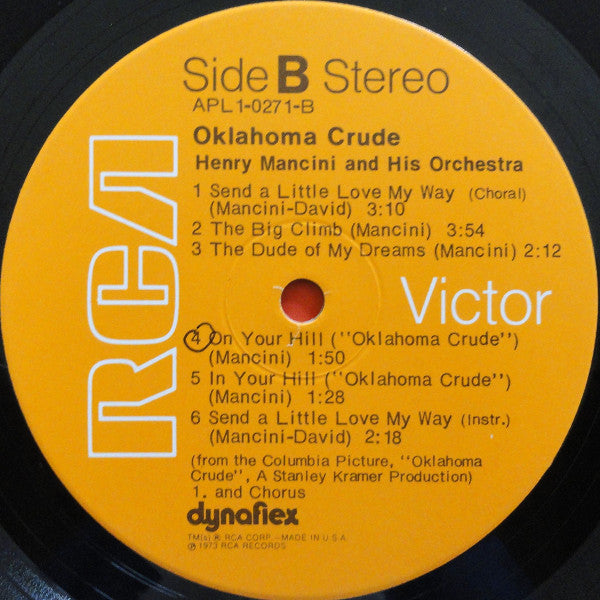 Side B Stereo
APL1-0271-B
Oklahoma Crude
Henry Mancini and His Orchestra
1 Send a Little Love My Way (Choral)
(Mancini-David) 3:10
2 The Big Climb (Mancini) 3:54
3 The Dude of My Dreams (Mancini) 2:12
RCA Victor
4 On Your Hill ("Oklahoma Crude")
(Mancini) 1:50
5 In Your Hill ("Oklahoma Crude")
(Mancini) 1:28
6 Send a Little Love My Way (Instr.)
(Mancini-David) 2:18
(from the Columbia Picture, "Oklahoma
Crude", A Stanley Kramer Production)
1. and Chorus
dynaflex
TM(s) ® RCA CORP.—MADE IN U.S.A.
℗ 1973 RCA RECORDS